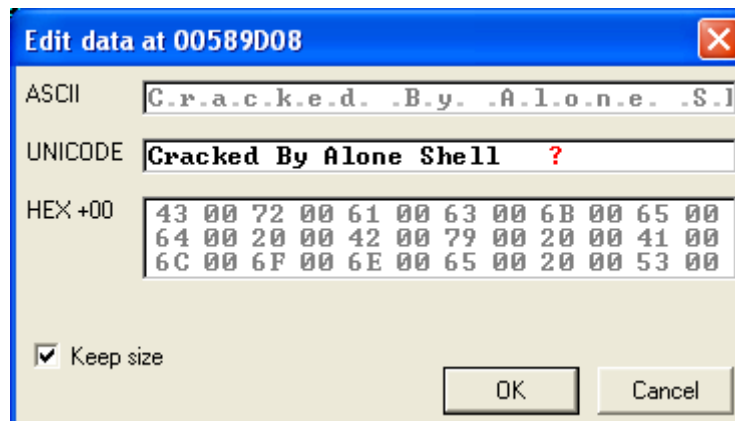 Edit data at 00589D08
ASCII C.r.a.c.k.e.d. .B.y. .A.l.o.n.e. .S.
UNICODE Cracked By Alone Shell ?
HEX +00 43 00 72 00 61 00 63 00 6B 00 65 00
64 00 20 00 42 00 79 00 20 00 41 00
6C 00 6F 00 6E 00 65 00 20 00 53 00
Keep size
OK Cancel